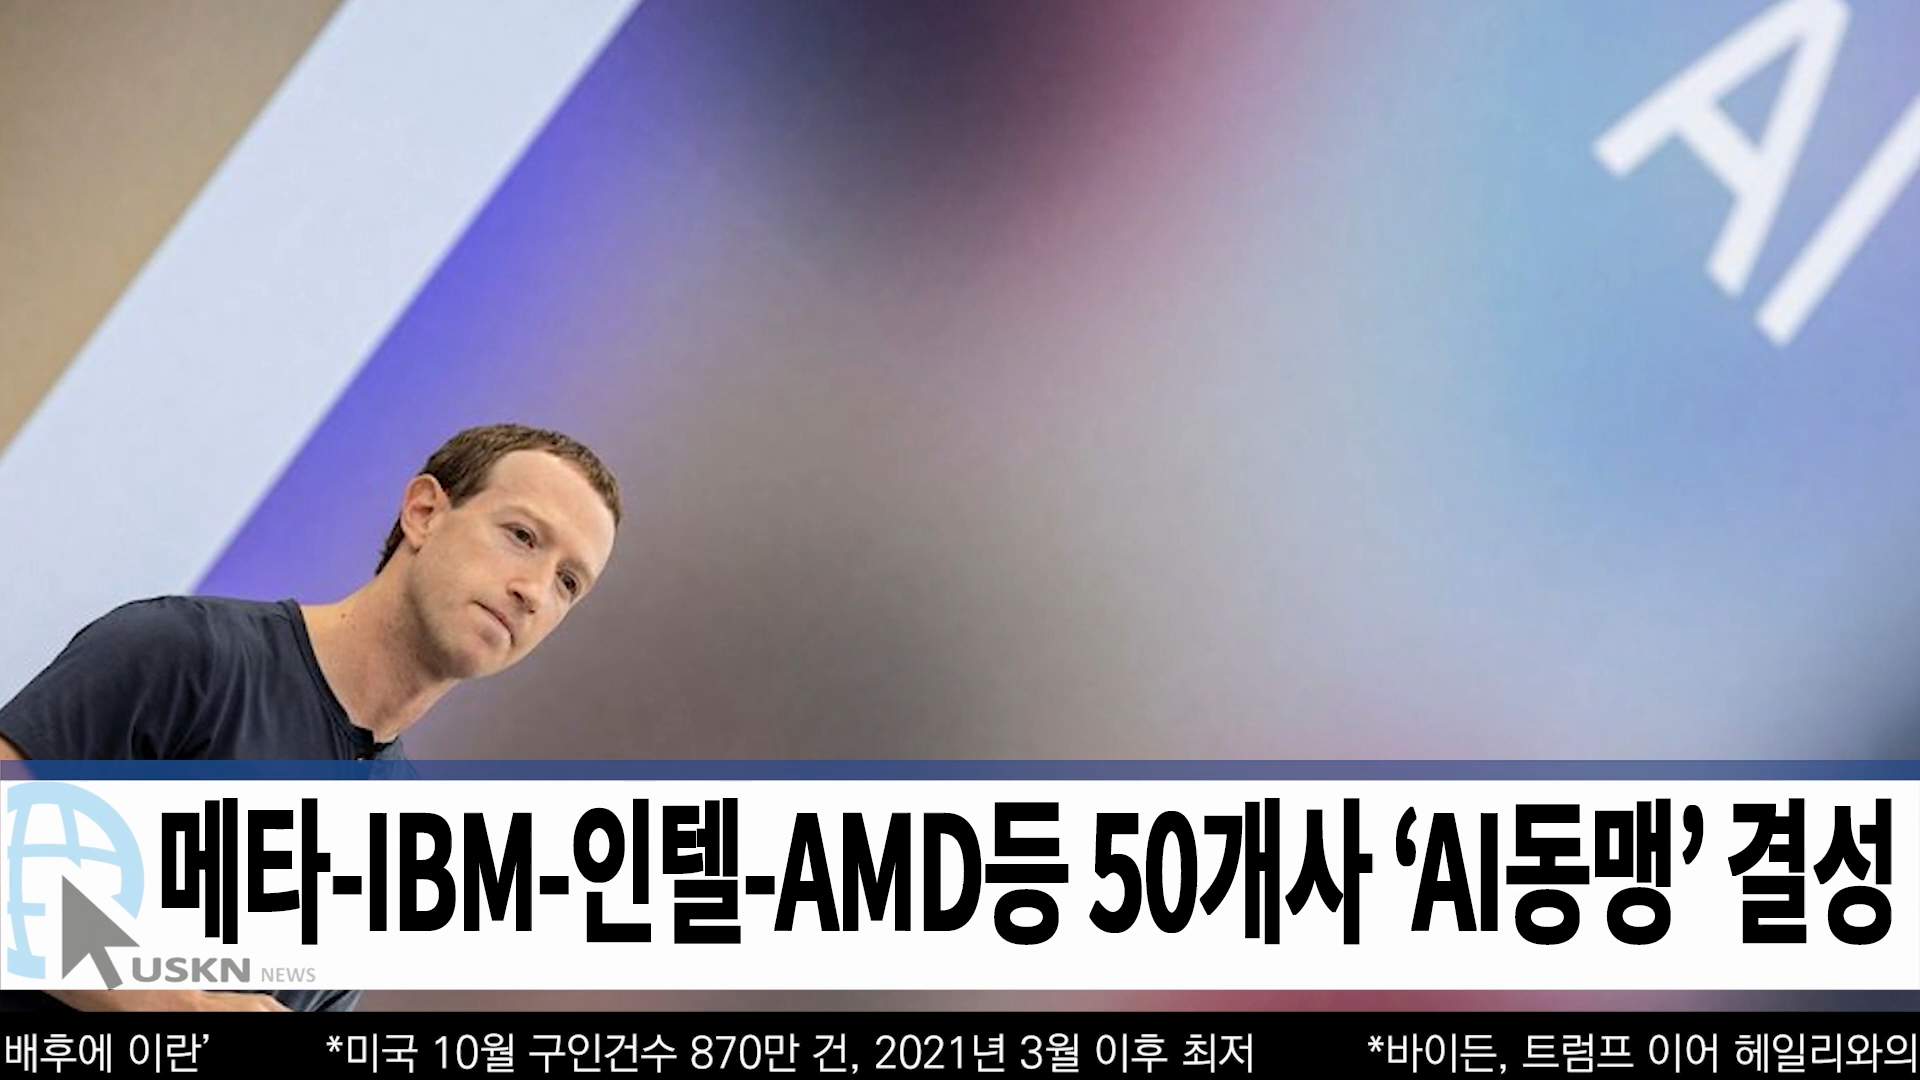 AI
메타-IBM-인텔-AMD등 50개사 ‘AI동맹’ 결성
USKN NEWS
배후에 이란’ *미국 10월 구인건수 870만 건, 2021년 3월 이후 최저 *바이든, 트럼프 이어 헤일리와의